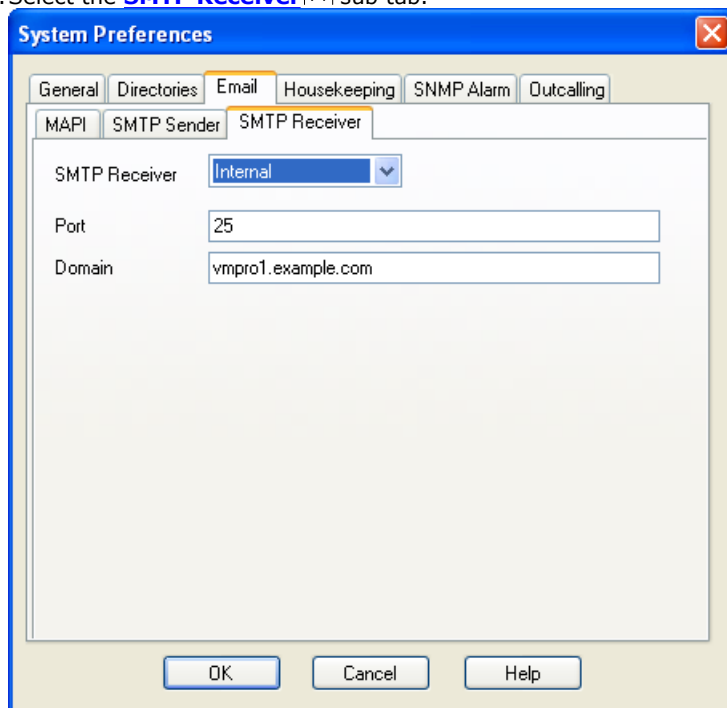 Select the SMTP Receiver sub tab.
System Preferences
General Directories Email Housekeeping SNMP Alarm Outcalling
MAPI SMTP Sender SMTP Receiver
SMTP Receiver Internal
Port 25
Domain vmpro1.example.com
OK Cancel Help